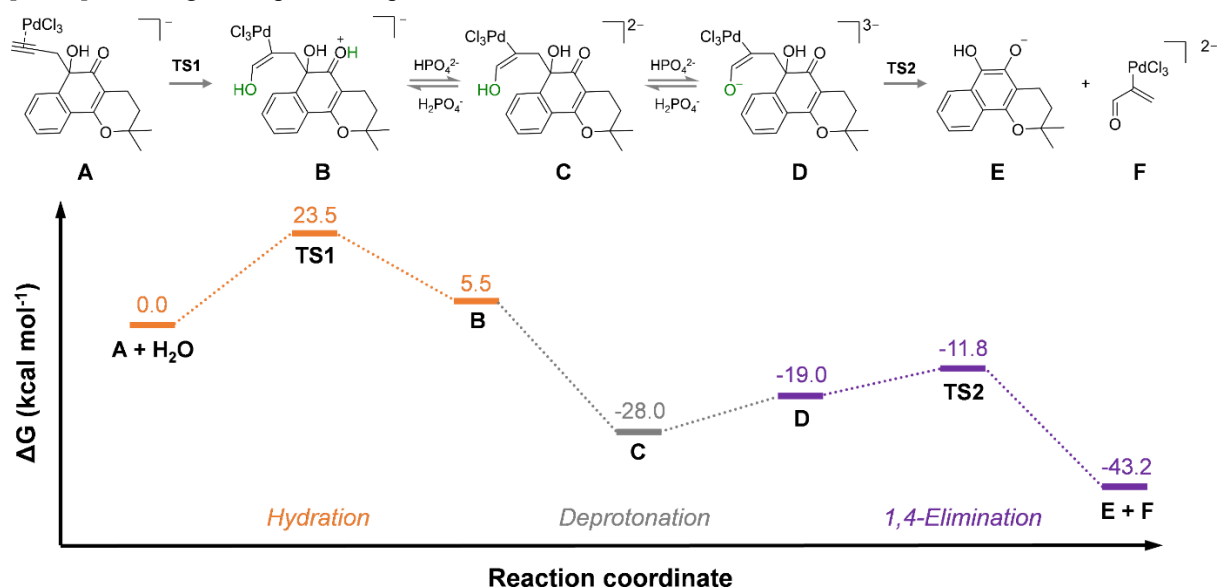 PdCl3
OH
O
O
–
A
TS1
Cl3Pd
OH
+
OH
HO
O
–
B
HPO4^2-
H2PO4^-
Cl3Pd
OH
O
HO
O
2–
C
HPO4^2-
H2PO4^-
Cl3Pd
OH
O
O–
O
3–
D
TS2
HO
O–
O
E
+
PdCl3
O
2–
F
ΔG (kcal mol-1)
0.0
A + H2O
23.5
TS1
5.5
B
-28.0
C
-19.0
D
-11.8
TS2
-43.2
E + F
Hydration
Deprotonation
1,4-Elimination
Reaction coordinate